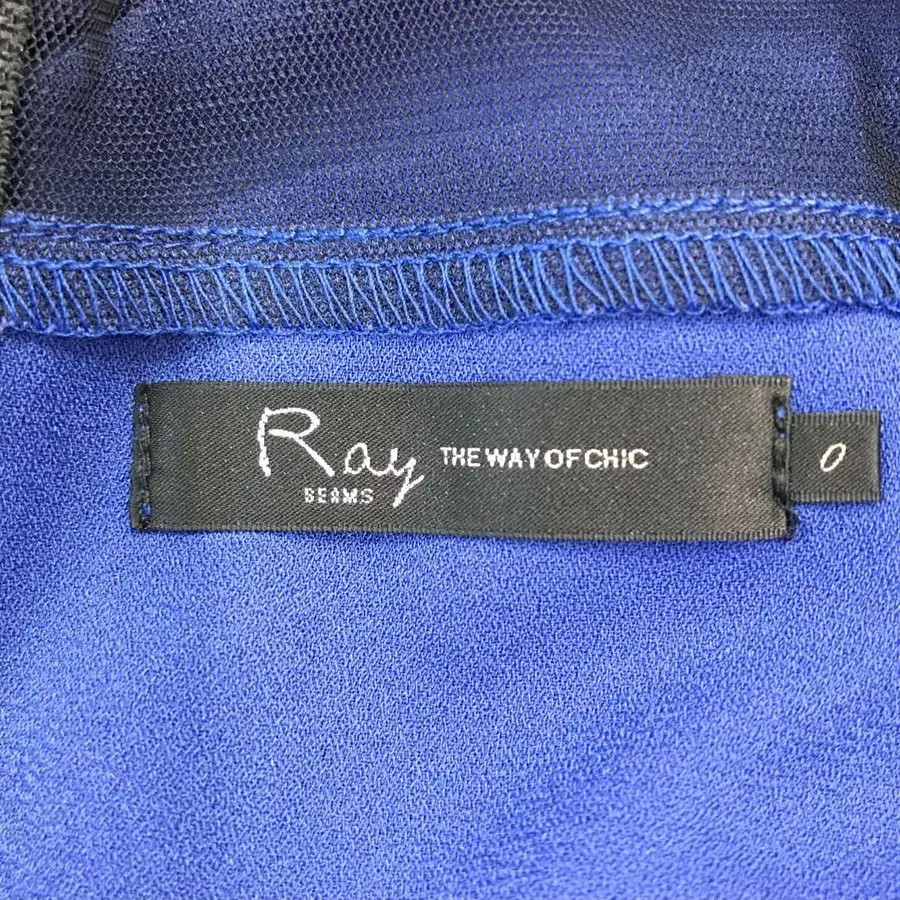 Ray THE WAY OF CHIC
BEAMS
0